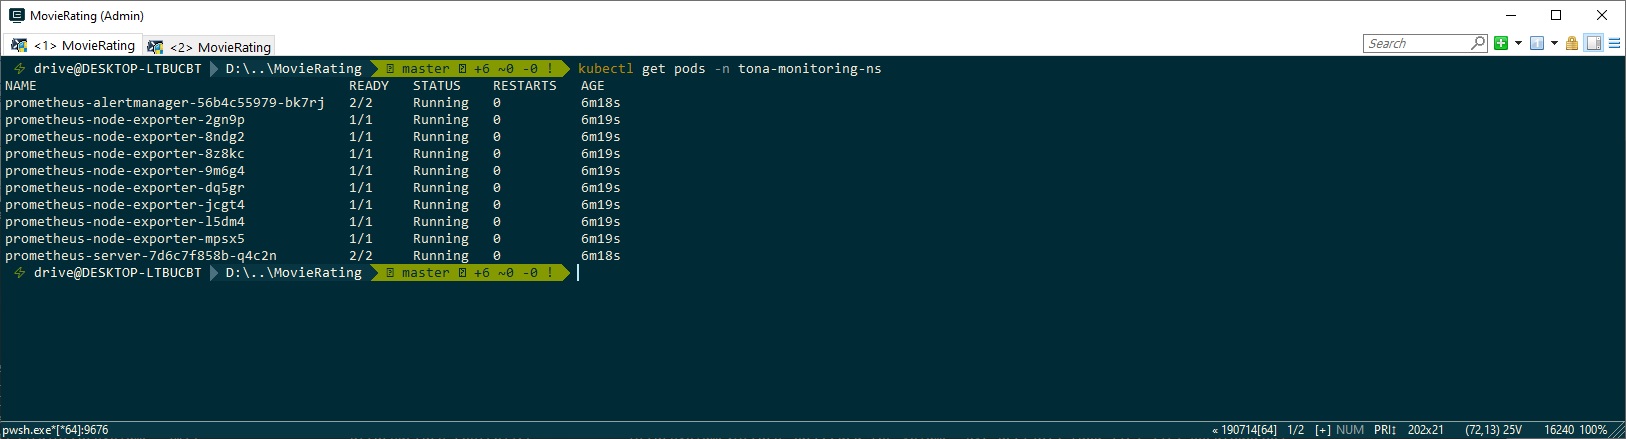 MovieRating (Admin)
<1> MovieRating
<2> MovieRating
Search
drive@DESKTOP-LTBUCBT D:\..\MovieRating master +6 ~0 -0 ! kubectl get pods -n tona-monitoring-ns
NAME READY STATUS RESTARTS AGE
prometheus-alertmanager-56b4c55979-bk7rj 2/2 Running 0 6m18s
prometheus-node-exporter-2gn9p 1/1 Running 0 6m19s
prometheus-node-exporter-8ndg2 1/1 Running 0 6m19s
prometheus-node-exporter-8z8kc 1/1 Running 0 6m19s
prometheus-node-exporter-9m6g4 1/1 Running 0 6m19s
prometheus-node-exporter-dq5gr 1/1 Running 0 6m19s
prometheus-node-exporter-jcgt4 1/1 Running 0 6m19s
prometheus-node-exporter-l5dm4 1/1 Running 0 6m19s
prometheus-node-exporter-mpsx5 1/1 Running 0 6m19s
prometheus-server-7d6c7f858b-q4c2n 2/2 Running 0 6m18s
drive@DESKTOP-LTBUCBT D:\..\MovieRating master +6 ~0 -0 !
pwsh.exe*[*64]:9676 « 190714[64] 1/2 [+] NUM PRI↕ 202x21 (72,13) 25V 16240 100%